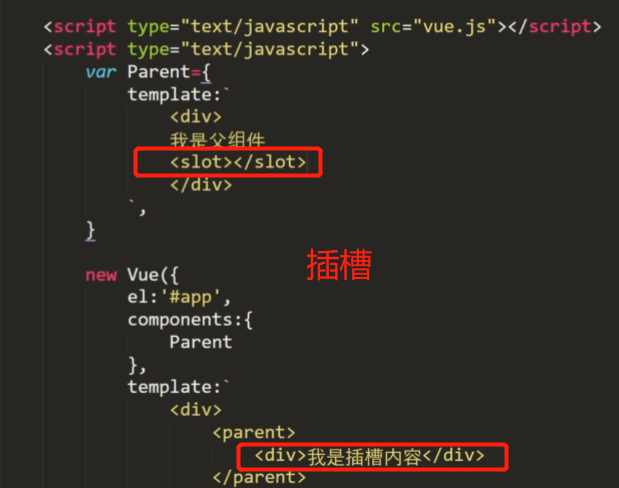 <script type="text/javascript" src="vue.js"></script>
<script type="text/javascript">
var Parent={
template:`
<div>
我是父组件
<slot></slot>
</div>
`,
}
插槽
new Vue({
el:'#app',
components:{
Parent
},
template:`
<div>
<parent>
<div>我是插槽内容</div>
</parent>